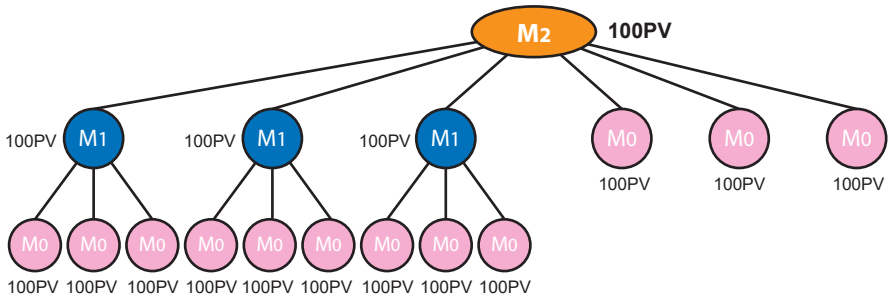 M2 100PV
100PV M1 100PV M1 100PV M1 M0 M0 M0
100PV 100PV 100PV
M0 M0 M0 M0 M0 M0 M0 M0 M0
100PV 100PV 100PV 100PV 100PV 100PV 100PV 100PV 100PV